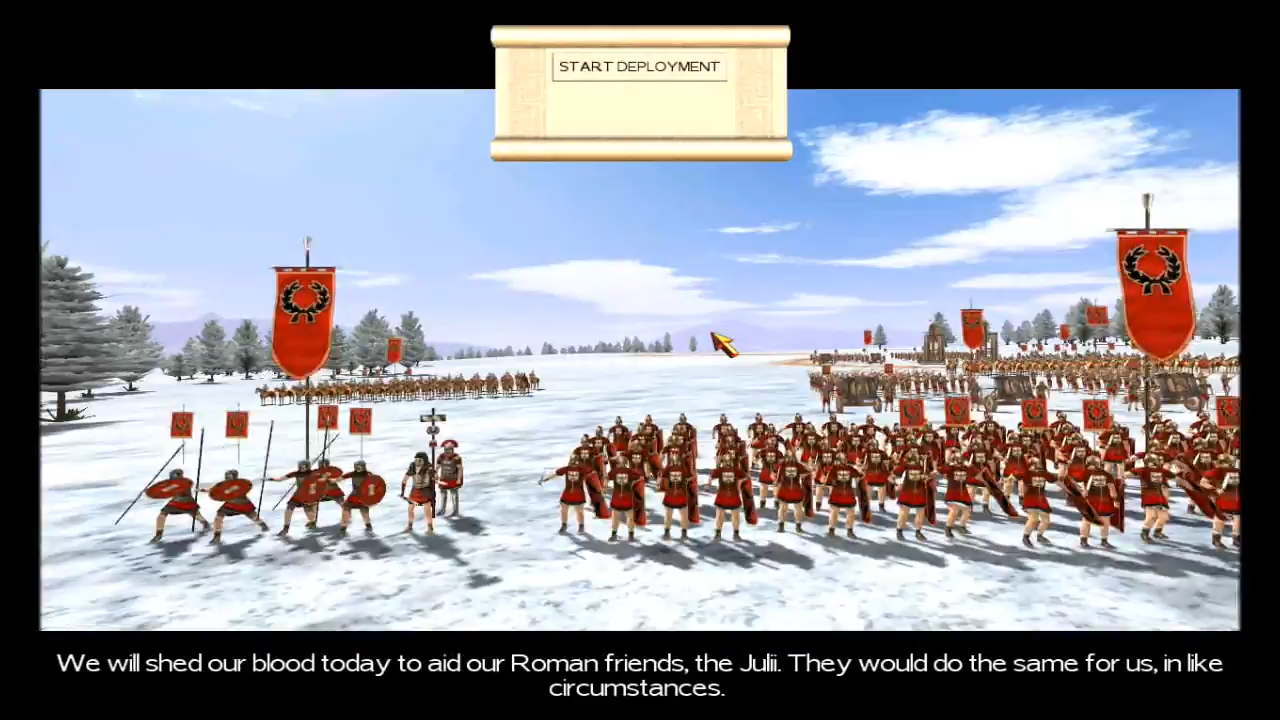 START DEPLOYMENT
We will shed our blood today to aid our Roman friends, the Julii. They would do the same for us, in like
circumstances.